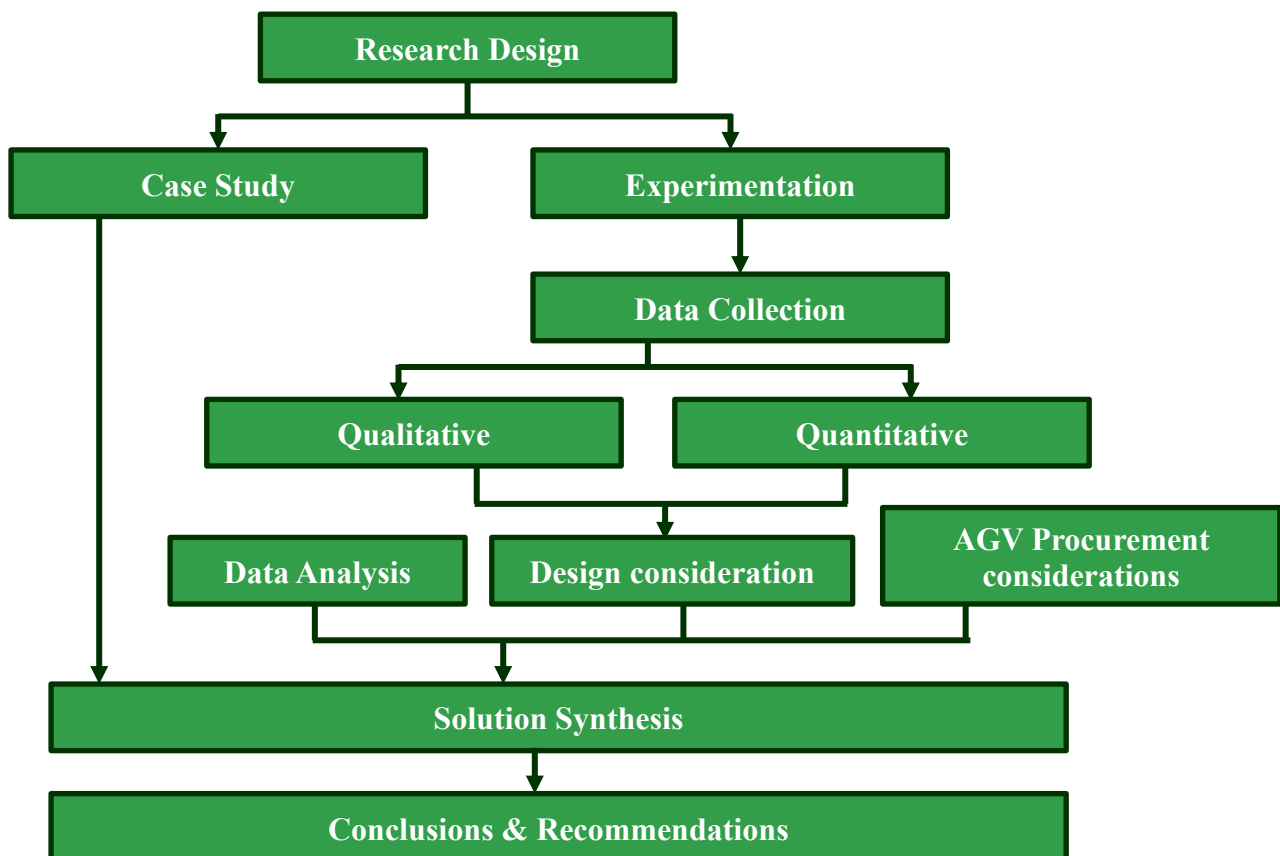 Research Design
Case Study
Experimentation
Data Collection
Qualitative
Quantitative
Data Analysis
Design consideration
AGV Procurement
considerations
Solution Synthesis
Conclusions & Recommendations